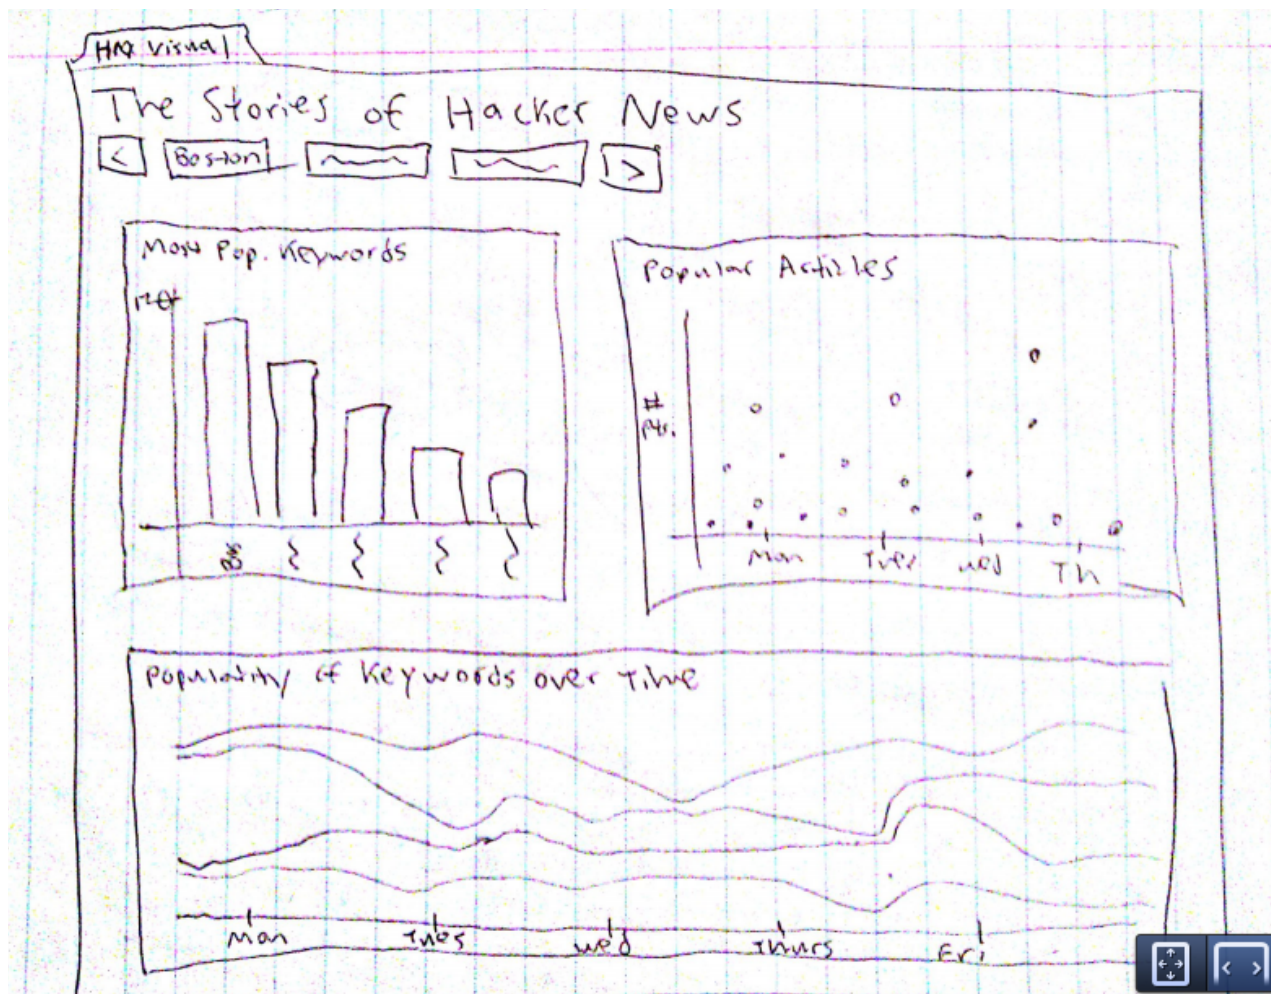 HN Visual
The Stories of Hacker News
< Boston >
Most Pop. Keywords
Popular Articles
#
pts.
Mon Tues Wed Th
Popularity of Keywords over Time
Mon Tues Wed Thurs Fri